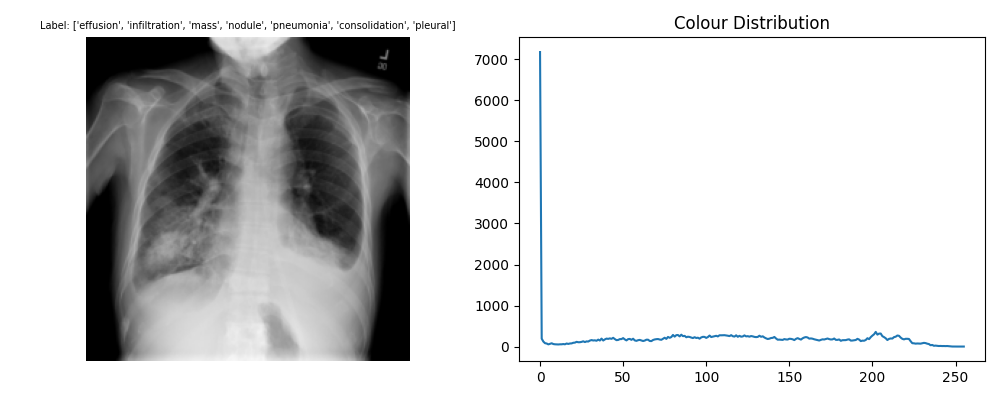 Label: ['effusion', 'infiltration', 'mass', 'nodule', 'pneumonia', 'consolidation', 'pleural']
L
Colour Distribution
7000
6000
5000
4000
3000
2000
1000
0
0 50 100 150 200 250